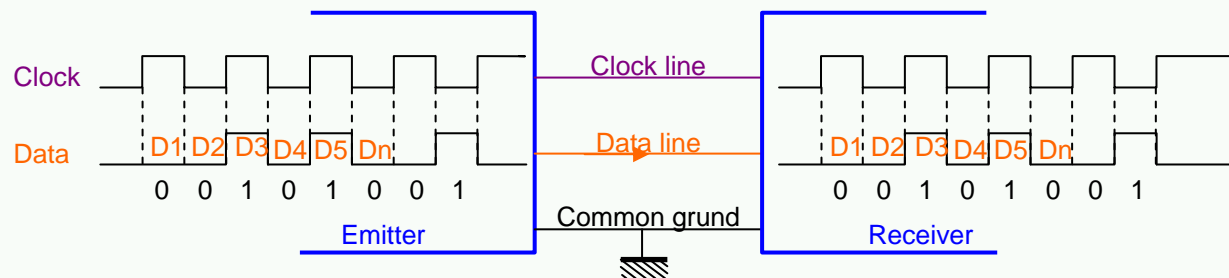 Clock Clock line
D1 D2 D3 D4 D5 Dn D1 D2 D3 D4 D5 Dn
Data Data line
0 0 1 0 1 0 0 1 0 0 1 0 1 0 0 1
Common grund
Emitter Receiver